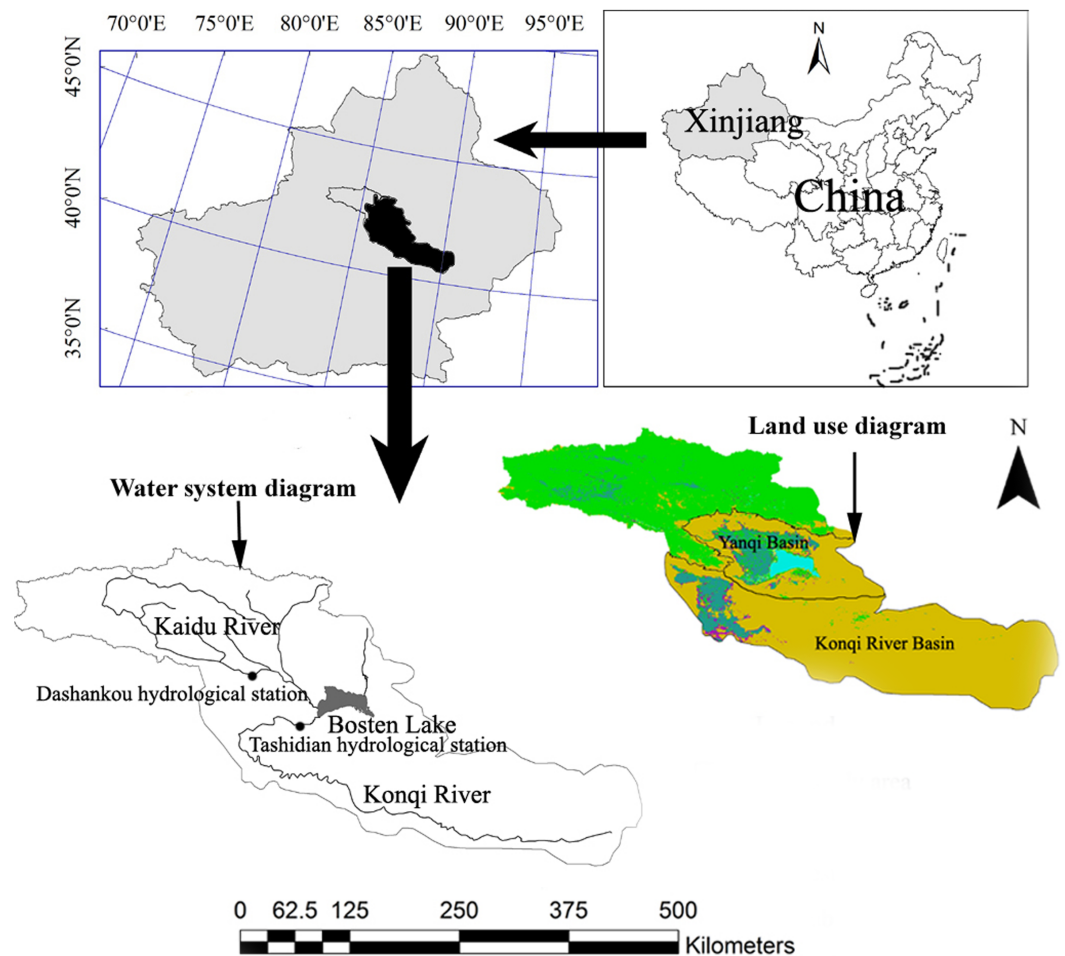 70°0'E 75°0'E 80°0'E 85°0'E 90°0'E 95°0'E
45°0'N
40°0'N
35°0'N
N
Xinjiang
China
Land use diagram
N
Water system diagram
Yanqi Basin
Konqi River Basin
Kaidu River
Dashankou hydrological station
Bosten Lake
Tashidian hydrological station
Konqi River
0 62.5 125 250 375 500
Kilometers